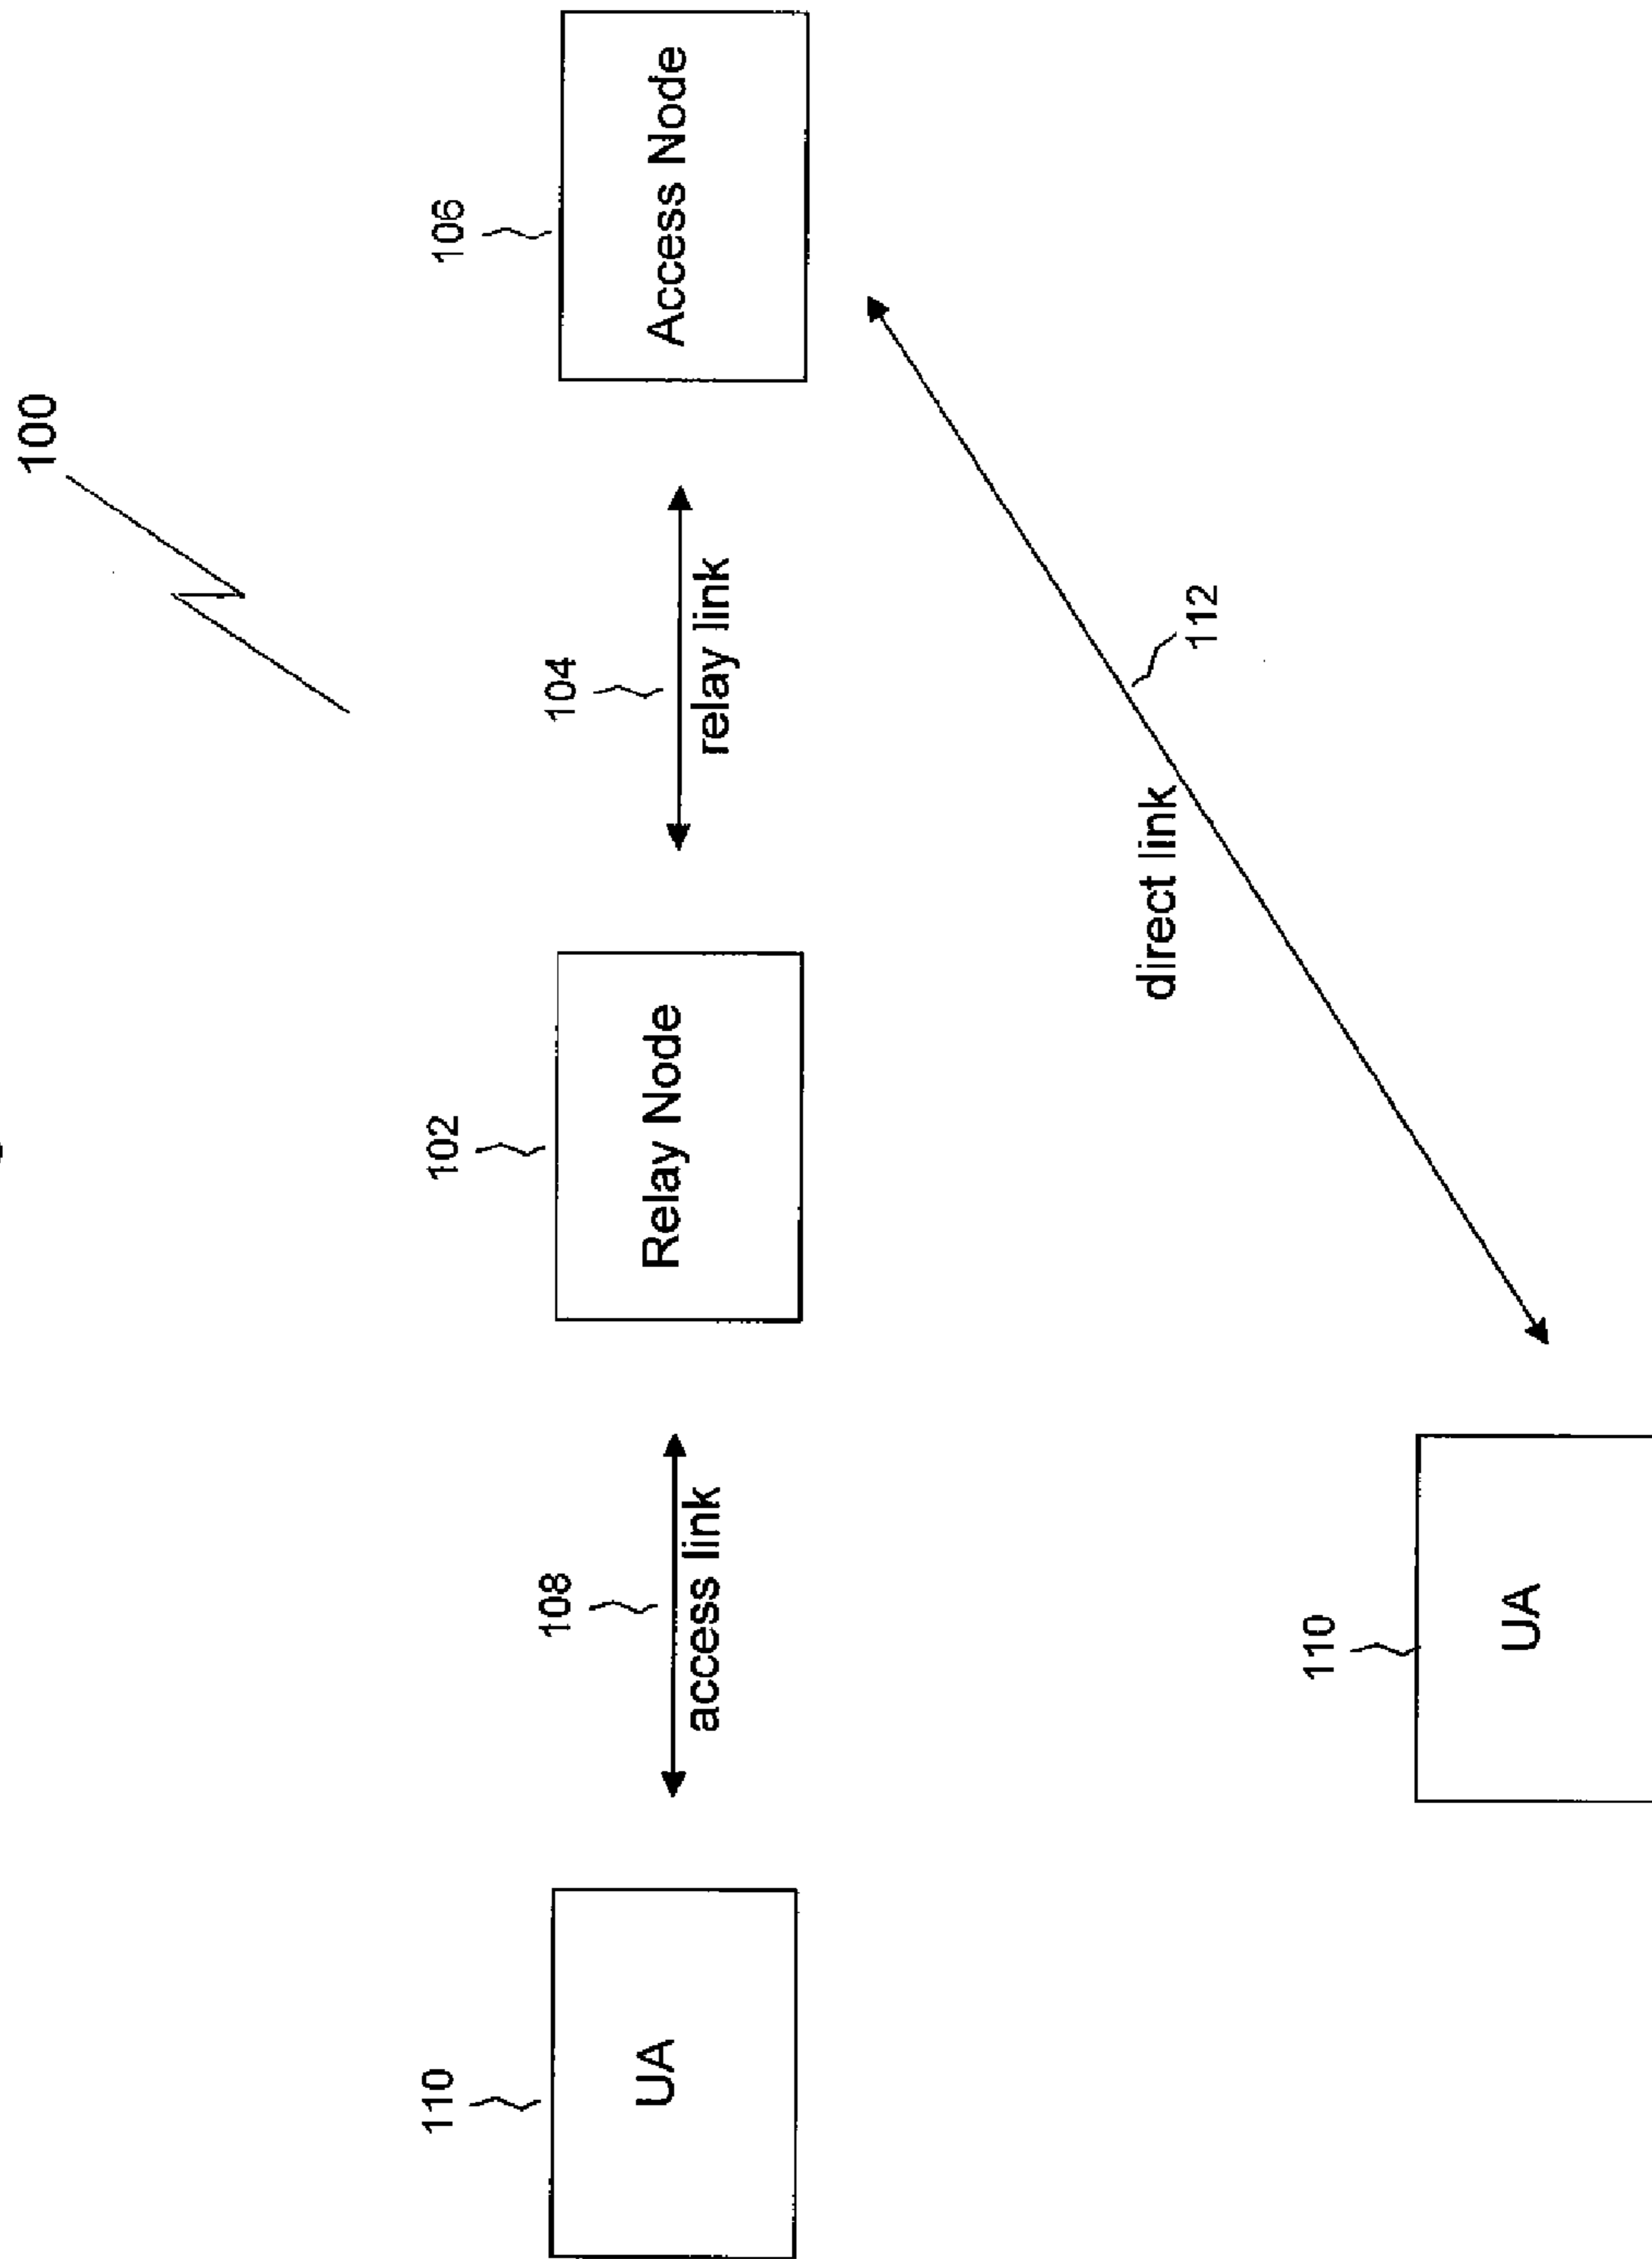 100
110
102
106
108
104
UA
Relay Node
Access Node
access link
relay link
direct link
112
110
UA